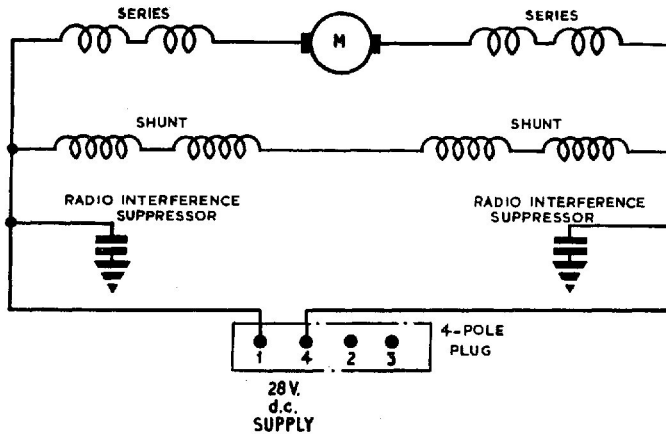 SERIES
M
SERIES
SHUNT
SHUNT
RADIO INTERFERENCE
SUPPRESSOR
RADIO INTERFERENCE
SUPPRESSOR
1 4 2 3
4-POLE
PLUG
28V.
d.c.
SUPPLY